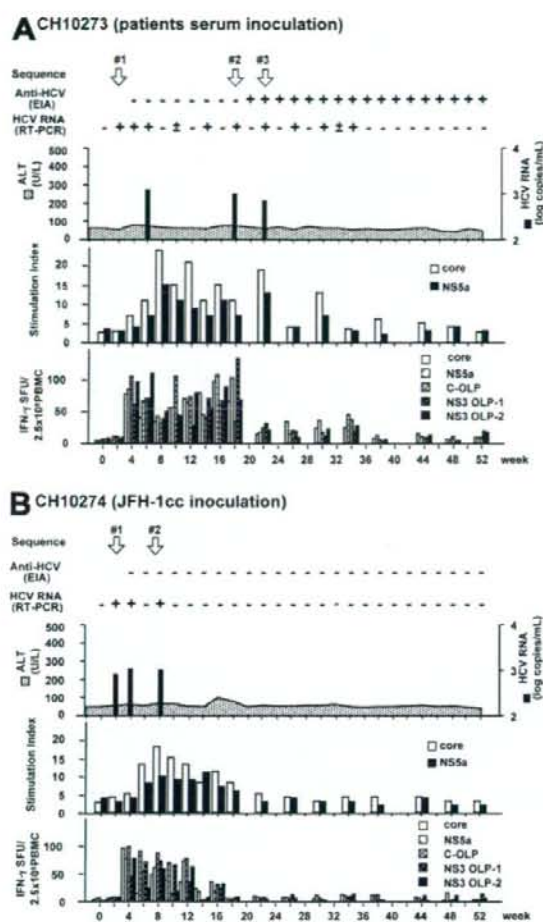 A CH10273 (patients serum inoculation)
#1 #2 #3
Sequence
Anti-HCV
(EIA)
- - - - - - - - + + + + + + + + + + + + + + + +
HCV RNA
(RT-PCR)
- + + + - ± - + - + - + - + - + ± + - - - - - - -
ALT
(U/L)
500
400
300
200
100
0
4
3
2
HCV RNA
(log copies/mL)
Stimulation Index
20
15
10
5
0
core
NS5a
IFN-γ SFU/
2.5x10⁵PBMC
100
50
0
core
NS5a
C-OLP
NS3 OLP-1
NS3 OLP-2
0 4 8 12 16 20 24 28 32 36 40 44 48 52 week
B CH10274 (JFH-1cc inoculation)
#1 #2
Sequence
Anti-HCV
(EIA)
- - - - - - - - - - - - - - - - - - - - - - - -
HCV RNA
(RT-PCR)
- + + - + - - - - - - - - - - - - - - - - - - - -
ALT
(U/L)
500
400
300
200
100
0
4
3
2
HCV RNA
(log copies/mL)
Stimulation Index
20
15
10
5
0
core
NS5a
IFN-γ SFU/
2.5x10⁵PBMC
100
50
0
core
NS5a
C-OLP
NS3 OLP-1
NS3 OLP-2
0 4 8 12 16 20 24 28 32 36 40 44 48 52 week